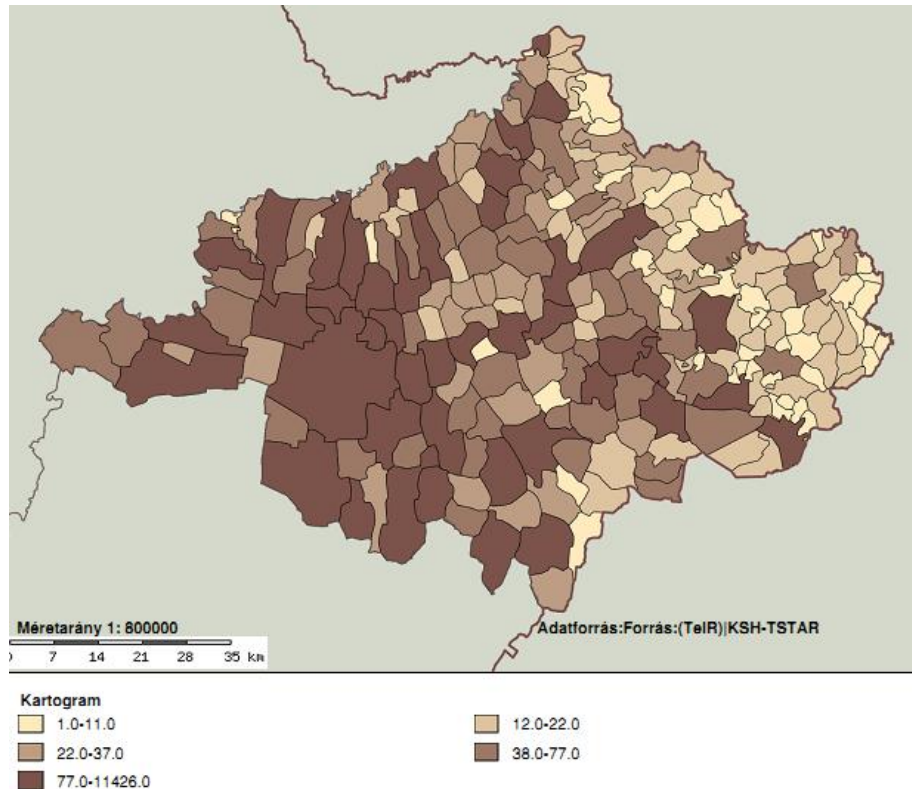 Méretarány 1: 800000
Adatforrás:Forrás:(TeIR)|KSH-TSTAR
0 7 14 21 28 35 km
Kartogram
1.0-11.0
12.0-22.0
22.0-37.0
38.0-77.0
77.0-11426.0